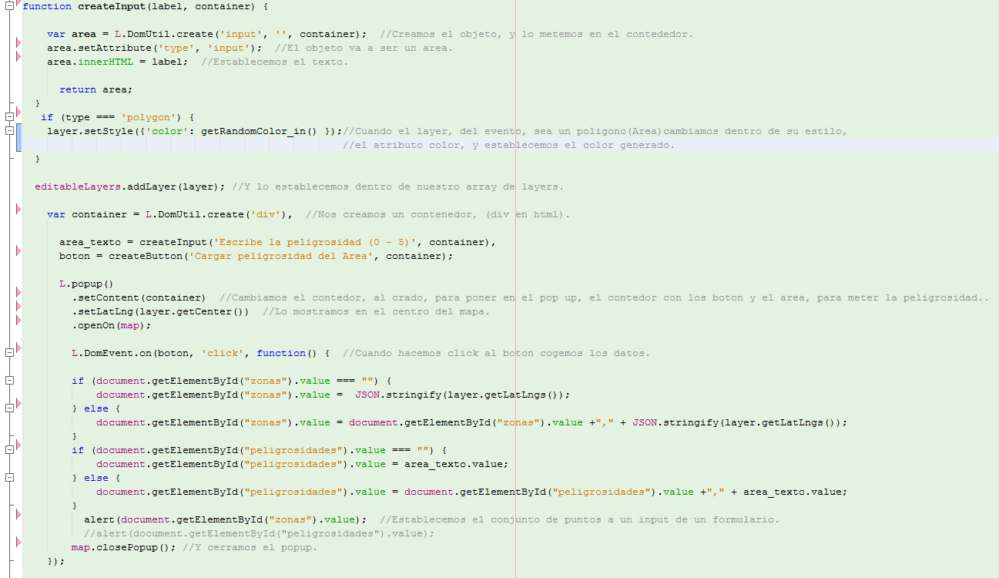 function createInput(label, container) {
var area = L.DomUtil.create('input', '', container);  //Creamos el objeto, y lo metemos en el contededor.
area.setAttribute('type', 'input');  //El objeto va a ser un area.
area.innerHTML = label;  //Establecemos el texto.
return area;
}
if (type === 'polygon') {
layer.setStyle({'color': getRandomColor_in() });//Cuando el layer, del evento, sea un poligono(Area)cambiamos dentro de su estilo,
//el atributo color, y establecemos el color generado.
}
editableLayers.addLayer(layer); //Y lo establecemos dentro de nuestro array de layers.
var container = L.DomUtil.create('div'),  //Nos creamos un contenedor, (div en html).
area_texto = createInput('Escribe la peligrosidad (0 - 5)', container),
boton = createButton('Cargar peligrosidad del Area', container);
L.popup()
.setContent(container)  //Cambiamos el contedor, al crado, para poner en el pop up, el contedor con los boton y el area, para meter la peligrosidad..
.setLatLng(layer.getCenter())  //Lo mostramos en el centro del mapa.
.openOn(map);
L.DomEvent.on(boton, 'click', function() {  //Cuando hacemos click al boton cogemos los datos.
if (document.getElementById("zonas").value === "") {
document.getElementById("zonas").value =  JSON.stringify(layer.getLatLngs());
} else {
document.getElementById("zonas").value = document.getElementById("zonas").value +"," + JSON.stringify(layer.getLatLngs());
}
if (document.getElementById("peligrosidades").value === "") {
document.getElementById("peligrosidades").value = area_texto.value;
} else {
document.getElementById("peligrosidades").value = document.getElementById("peligrosidades").value +"," + area_texto.value;
}
alert(document.getElementById("zonas").value);  //Establecemos el conjunto de puntos a un input de un formulario.
//alert(document.getElementById("peligrosidades").value);
map.closePopup(); //Y cerramos el popup.
});